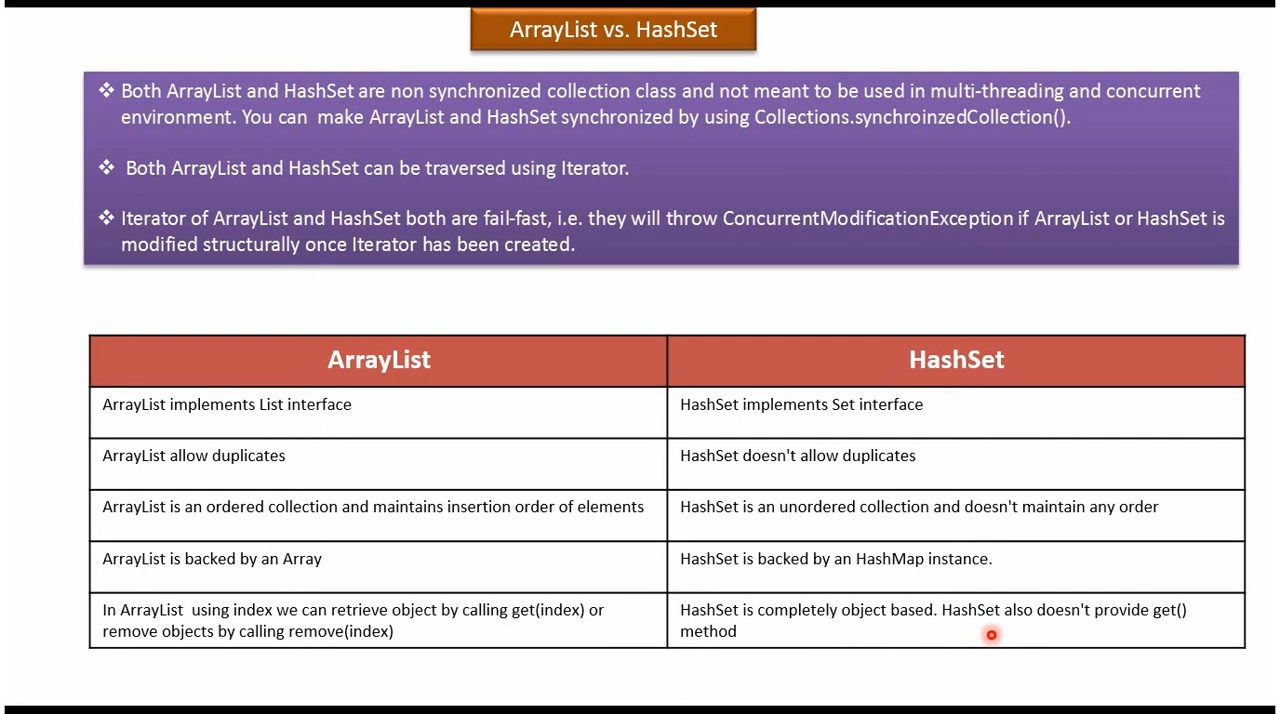 ArrayList vs. HashSet
❖ Both ArrayList and HashSet are non synchronized collection class and not meant to be used in multi-threading and concurrent
environment. You can make ArrayList and HashSet synchronized by using Collections.synchroinzedCollection().
❖ Both ArrayList and HashSet can be traversed using Iterator.
❖ Iterator of ArrayList and HashSet both are fail-fast, i.e. they will throw ConcurrentModificationException if ArrayList or HashSet is
modified structurally once Iterator has been created.
ArrayList HashSet
ArrayList implements List interface HashSet implements Set interface
ArrayList allow duplicates HashSet doesn't allow duplicates
ArrayList is an ordered collection and maintains insertion order of elements HashSet is an unordered collection and doesn't maintain any order
ArrayList is backed by an Array HashSet is backed by an HashMap instance.
In ArrayList using index we can retrieve object by calling get(index) or
remove objects by calling remove(index)
HashSet is completely object based. HashSet also doesn't provide get()
method